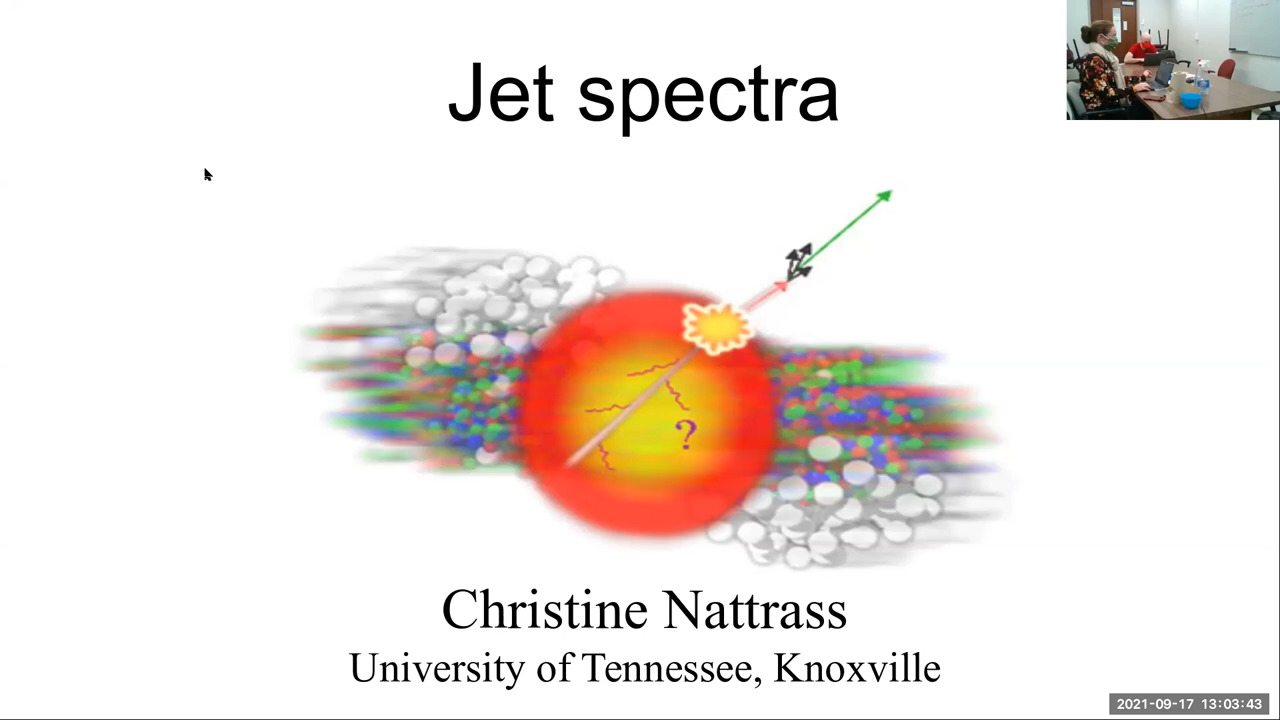 Jet spectra
?
Christine Nattrass
University of Tennessee, Knoxville
2021-09-17 13:03:43